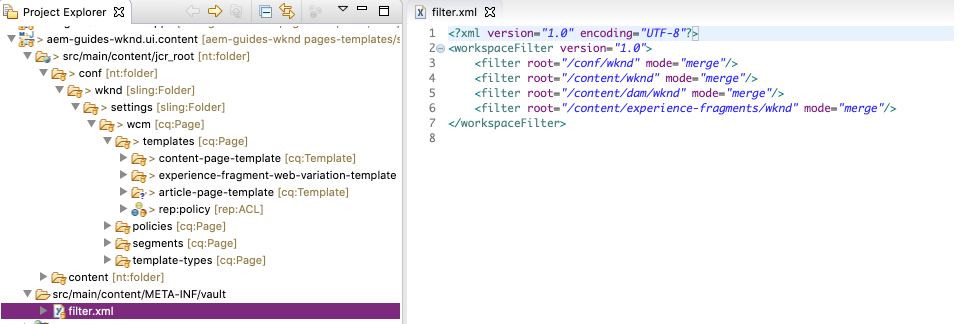 Project Explorer
> aem-guides-wknd.ui.content [aem-guides-wknd pages-templates/s
> src/main/content/jcr_root [nt:folder]
> conf [nt:folder]
> wknd [sling:Folder]
> settings [sling:Folder]
> wcm [cq:Page]
> templates [cq:Page]
> content-page-template [cq:Template]
> experience-fragment-web-variation-template
> article-page-template [cq:Template]
> rep:policy [rep:ACL]
policies [cq:Page]
segments [cq:Page]
template-types [cq:Page]
content [nt:folder]
src/main/content/META-INF/vault
filter.xml
filter.xml
1 <?xml version="1.0" encoding="UTF-8"?>
2 <workspaceFilter version="1.0">
3 <filter root="/conf/wknd" mode="merge"/>
4 <filter root="/content/wknd" mode="merge"/>
5 <filter root="/content/dam/wknd" mode="merge"/>
6 <filter root="/content/experience-fragments/wknd" mode="merge"/>
7 </workspaceFilter>
8